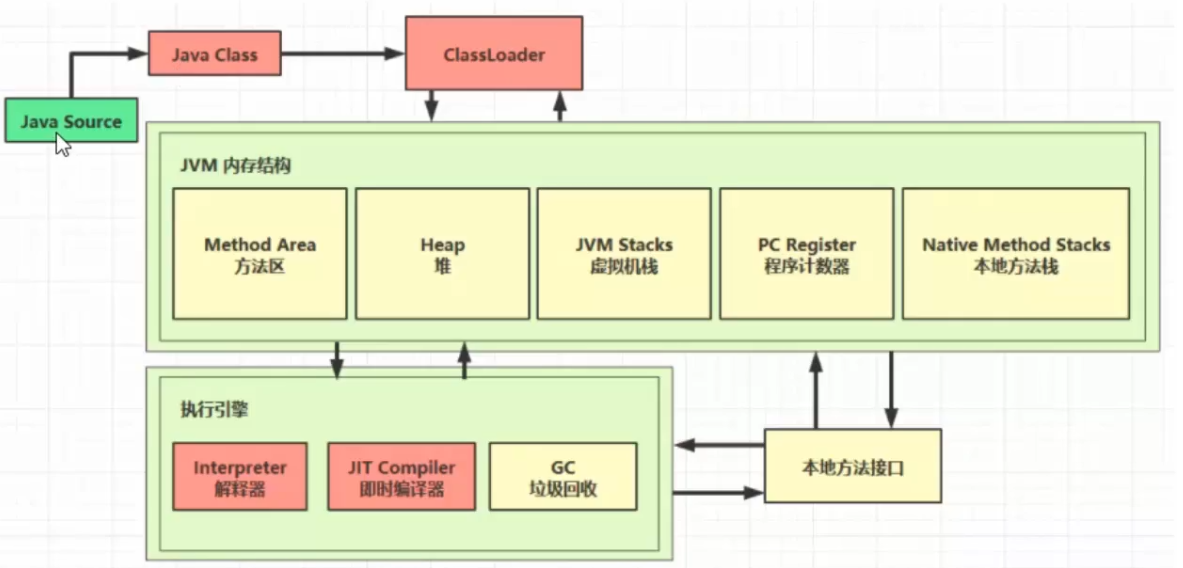 Java Class
ClassLoader
Java Source
JVM 内存结构
Method Area
方法区
Heap
堆
JVM Stacks
虚拟机栈
PC Register
程序计数器
Native Method Stacks
本地方法栈
执行引擎
Interpreter
解释器
JIT Compiler
即时编译器
GC
垃圾回收
本地方法接口